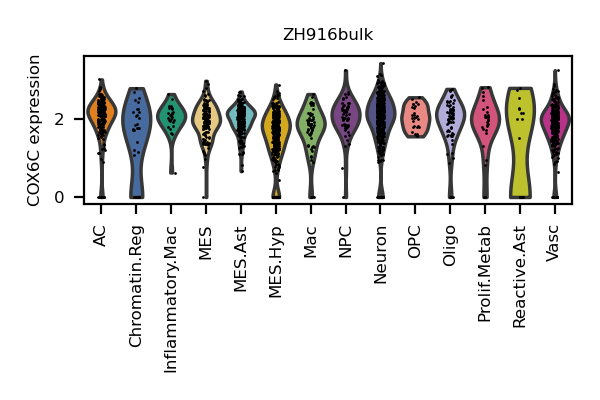 ZH916bulk
COX6C expression
2
0
AC
Chromatin.Reg
Inflammatory.Mac
MES
MES.Ast
MES.Hyp
Mac
NPC
Neuron
OPC
Oligo
Prolif.Metab
Reactive.Ast
Vasc